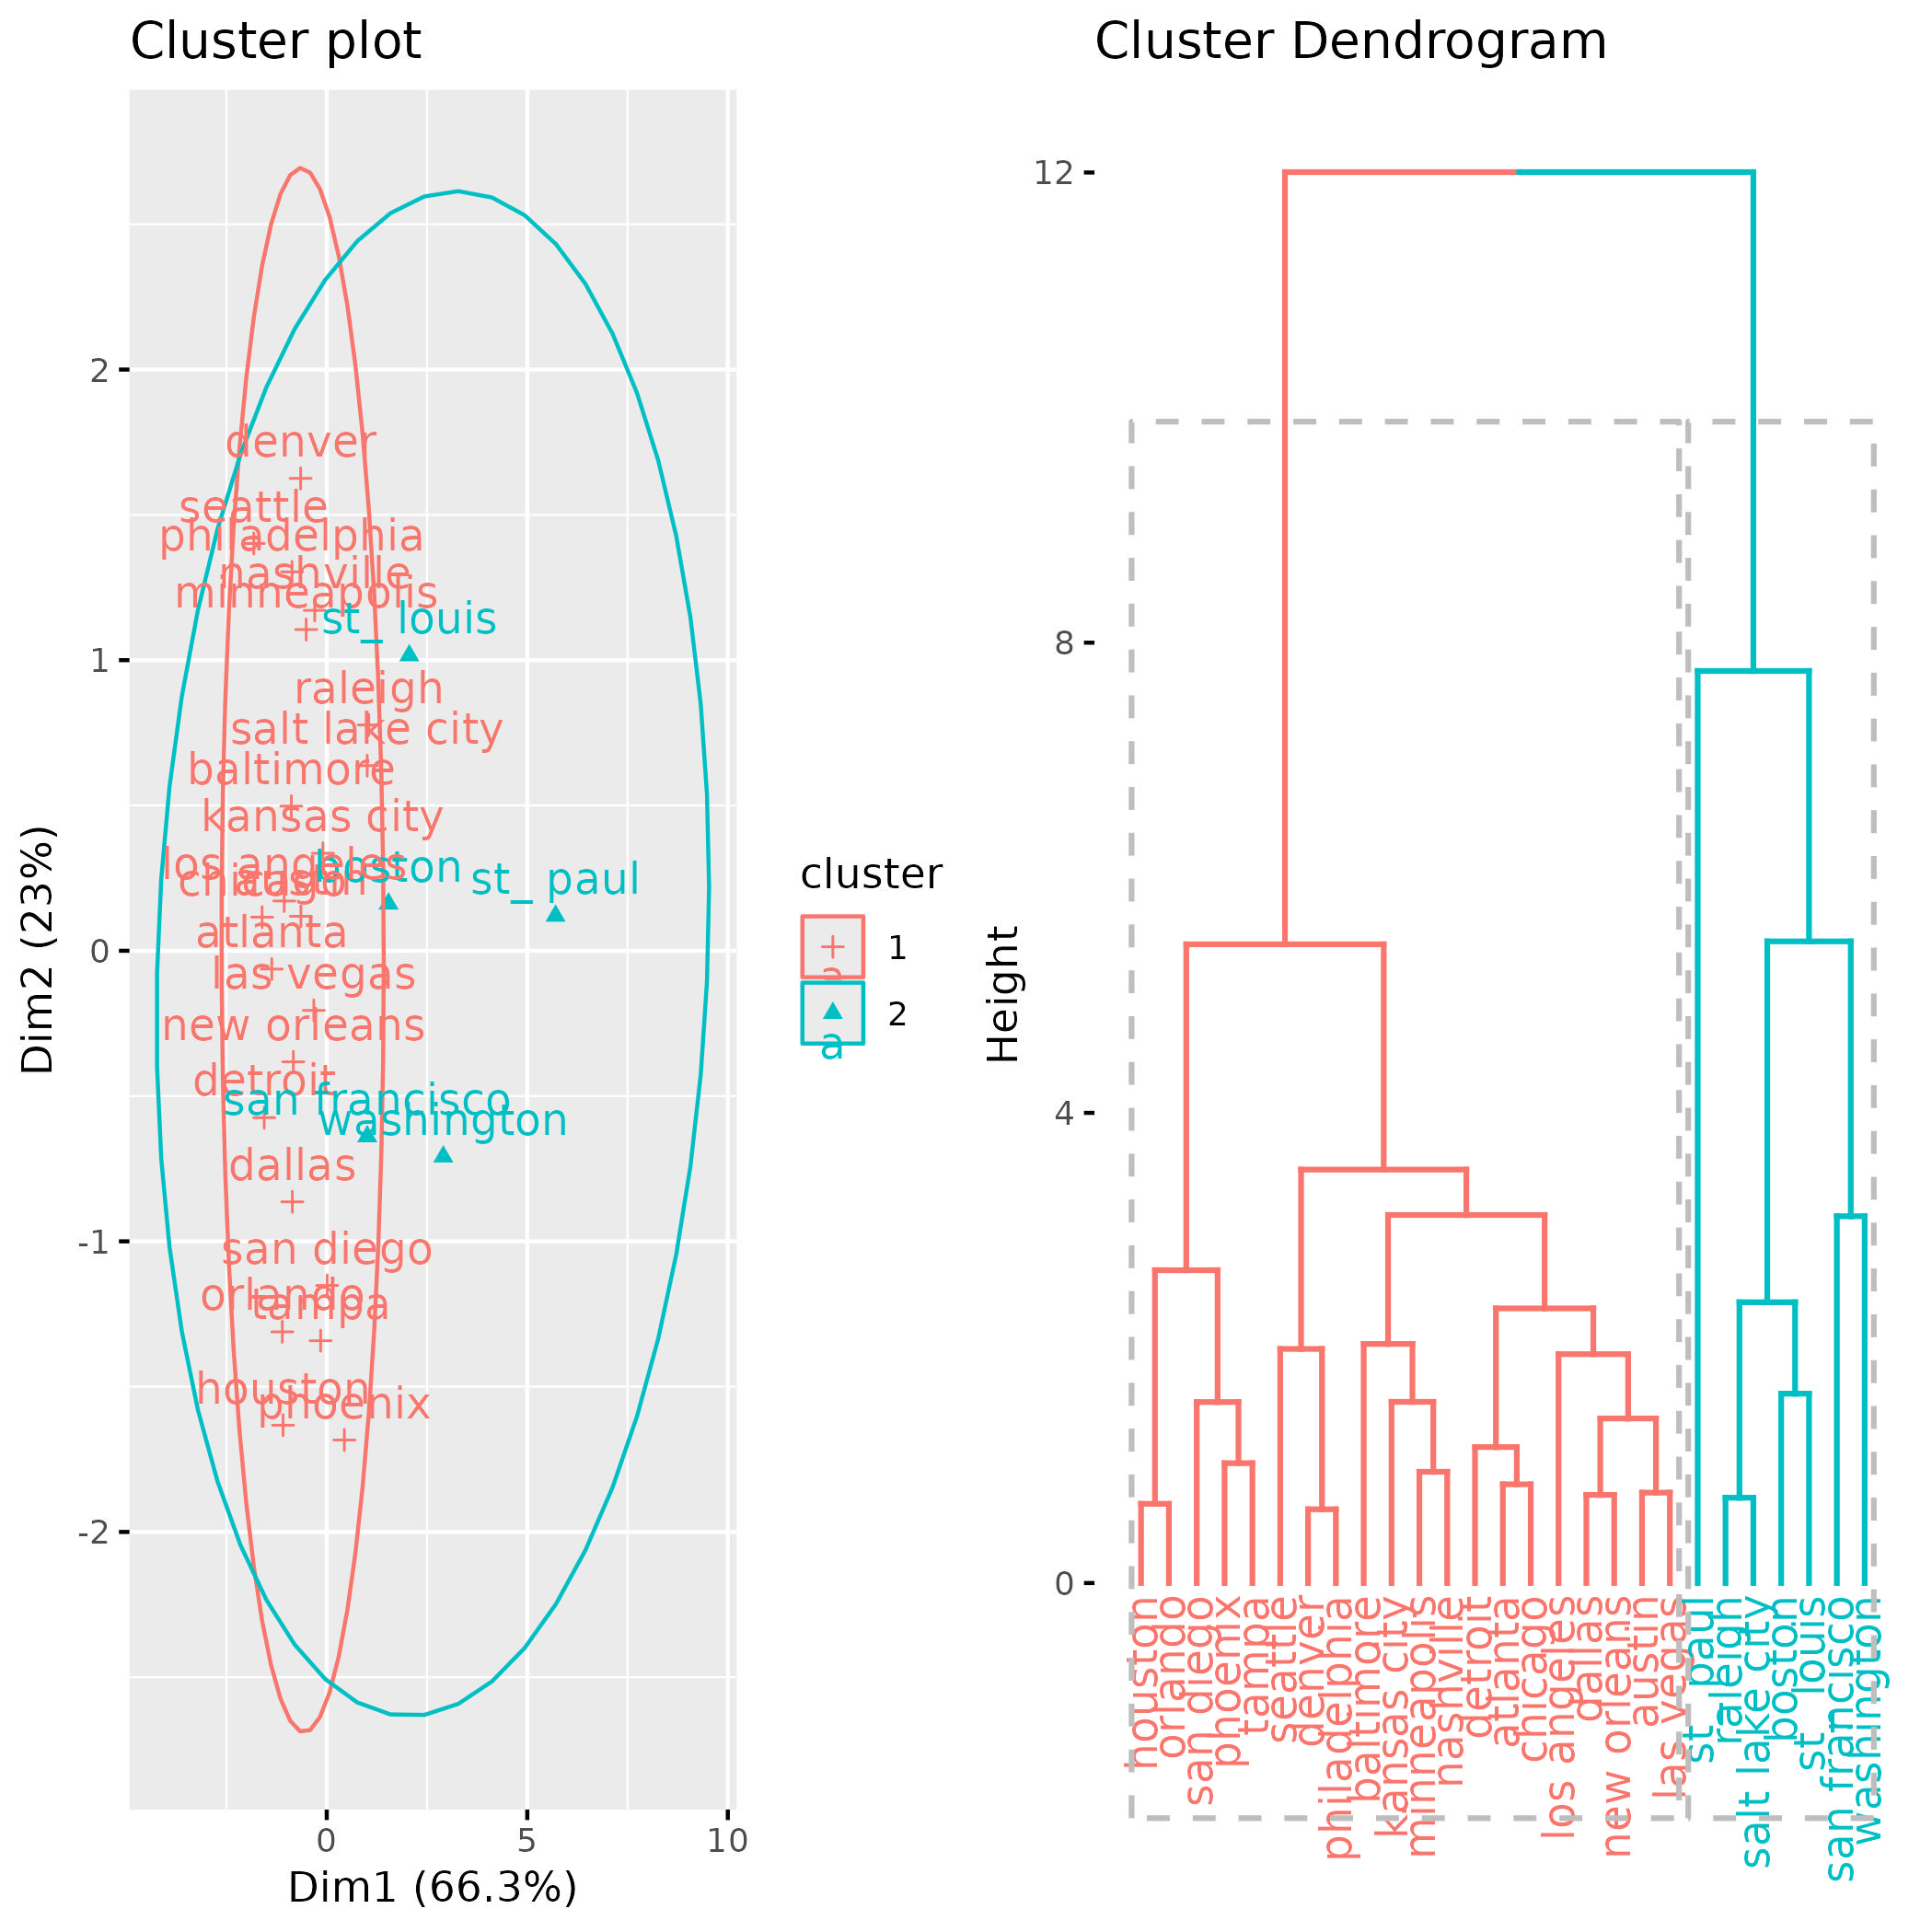 Cluster plot
denver
seattle
philadelphia
nashville
minneapolis
st_ louis
raleigh
salt lake city
baltimore
kansas city
los angeles
boston
st_ paul
chicago
austin
atlanta
las vegas
new orleans
detroit
san francisco
washington
dallas
san diego
orlando
tampa
houston
phoenix
2
1
0
-1
-2
0 5 10
Dim1 (66.3%)
Dim2 (23%)
cluster
a 1
a 2
Cluster Dendrogram
12
8
4
0
Height
houston
orlando
san diego
phoenix
tampa
seattle
denver
philadelphia
baltimore
kansas city
minneapolis
nashville
detroit
atlanta
chicago
los angeles
dallas
new orleans
austin
las vegas
st_ paul
raleigh
salt lake city
boston
st_ louis
san francisco
washington